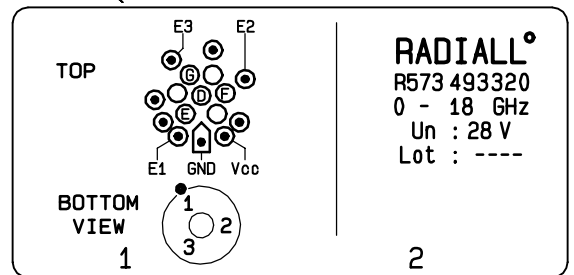 E3 E2
TOP
G
D F
E
E1 GND Vcc
BOTTOM
VIEW
1
2
3
1
RADIALL°
R573 493320
0 - 18 GHz
Un : 28 V
Lot : ----
2